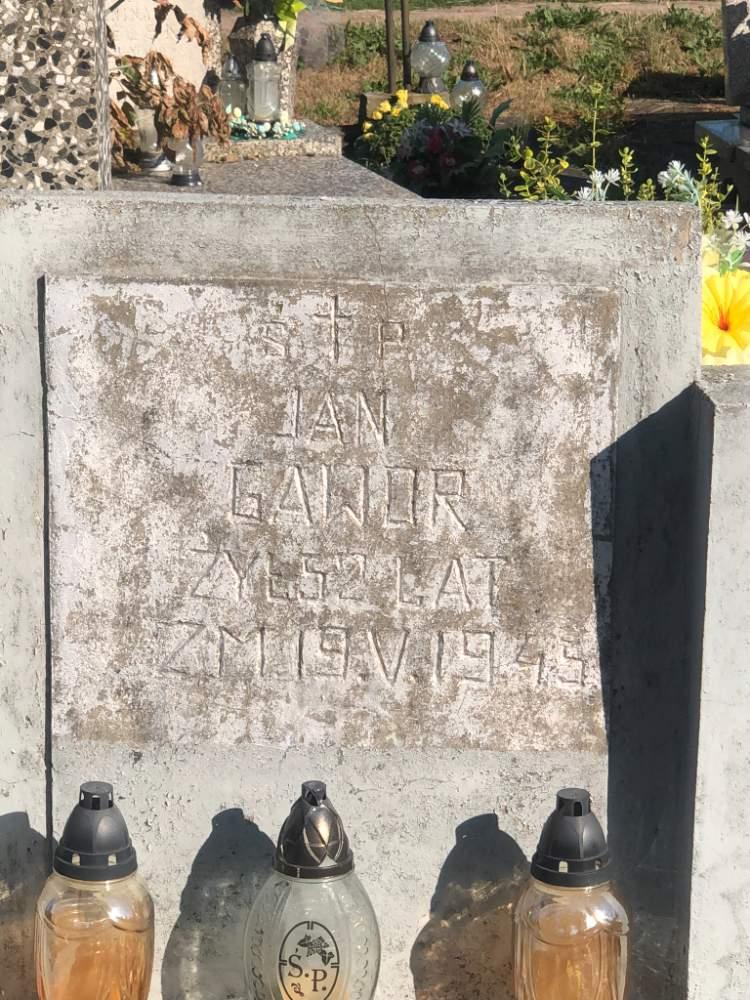 Ś † P
JAN
GAWOR
ŻYŁ 52 LAT
ZM. 19.V.1945
Ś.P.